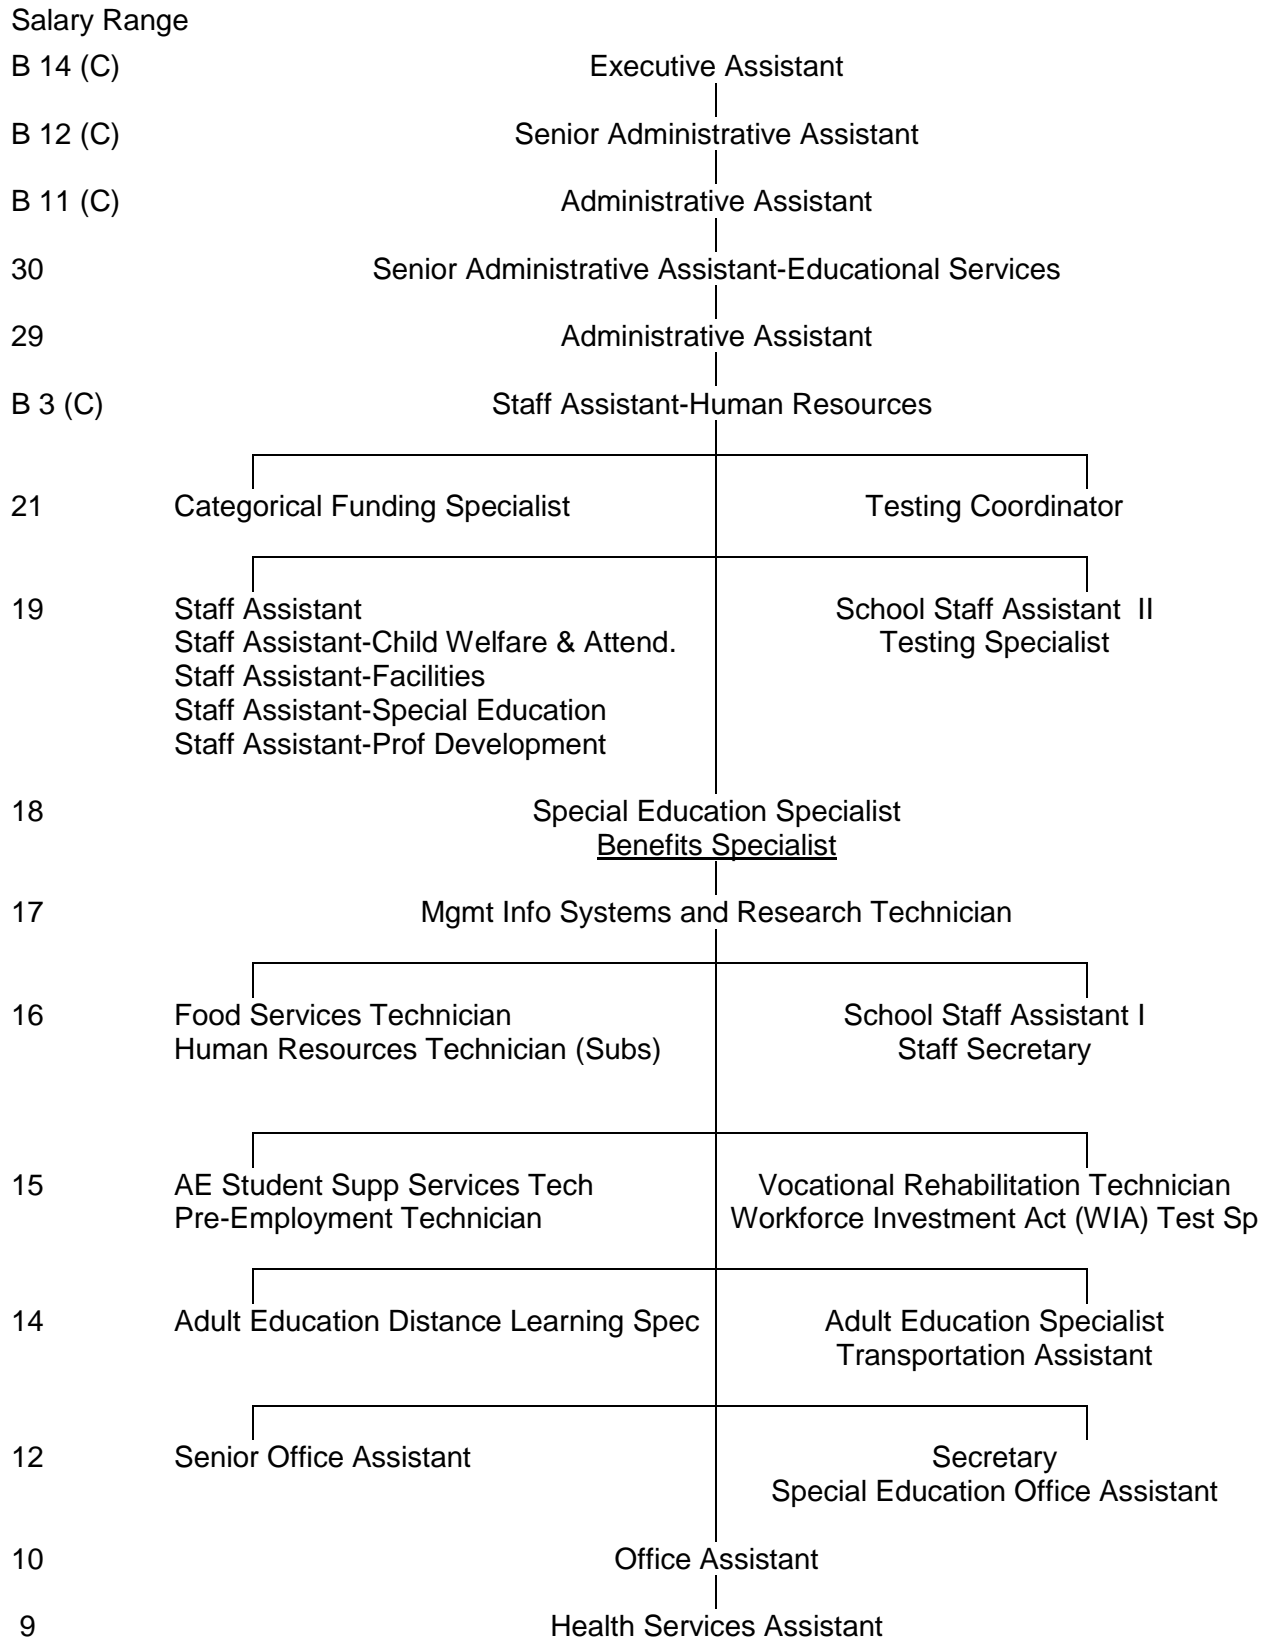 Salary Range
B 14 (C) Executive Assistant
B 12 (C) Senior Administrative Assistant
B 11 (C) Administrative Assistant
30 Senior Administrative Assistant-Educational Services
29 Administrative Assistant
B 3 (C) Staff Assistant-Human Resources
21 Categorical Funding Specialist Testing Coordinator
19 Staff Assistant School Staff Assistant II
Staff Assistant-Child Welfare & Attend. Testing Specialist
Staff Assistant-Facilities
Staff Assistant-Special Education
Staff Assistant-Prof Development
18 Special Education Specialist
Benefits Specialist
17 Mgmt Info Systems and Research Technician
16 Food Services Technician School Staff Assistant I
Human Resources Technician (Subs) Staff Secretary
15 AE Student Supp Services Tech Vocational Rehabilitation Technician
Pre-Employment Technician Workforce Investment Act (WIA) Test Sp
14 Adult Education Distance Learning Spec Adult Education Specialist
Transportation Assistant
12 Senior Office Assistant Secretary
Special Education Office Assistant
10 Office Assistant
9 Health Services Assistant